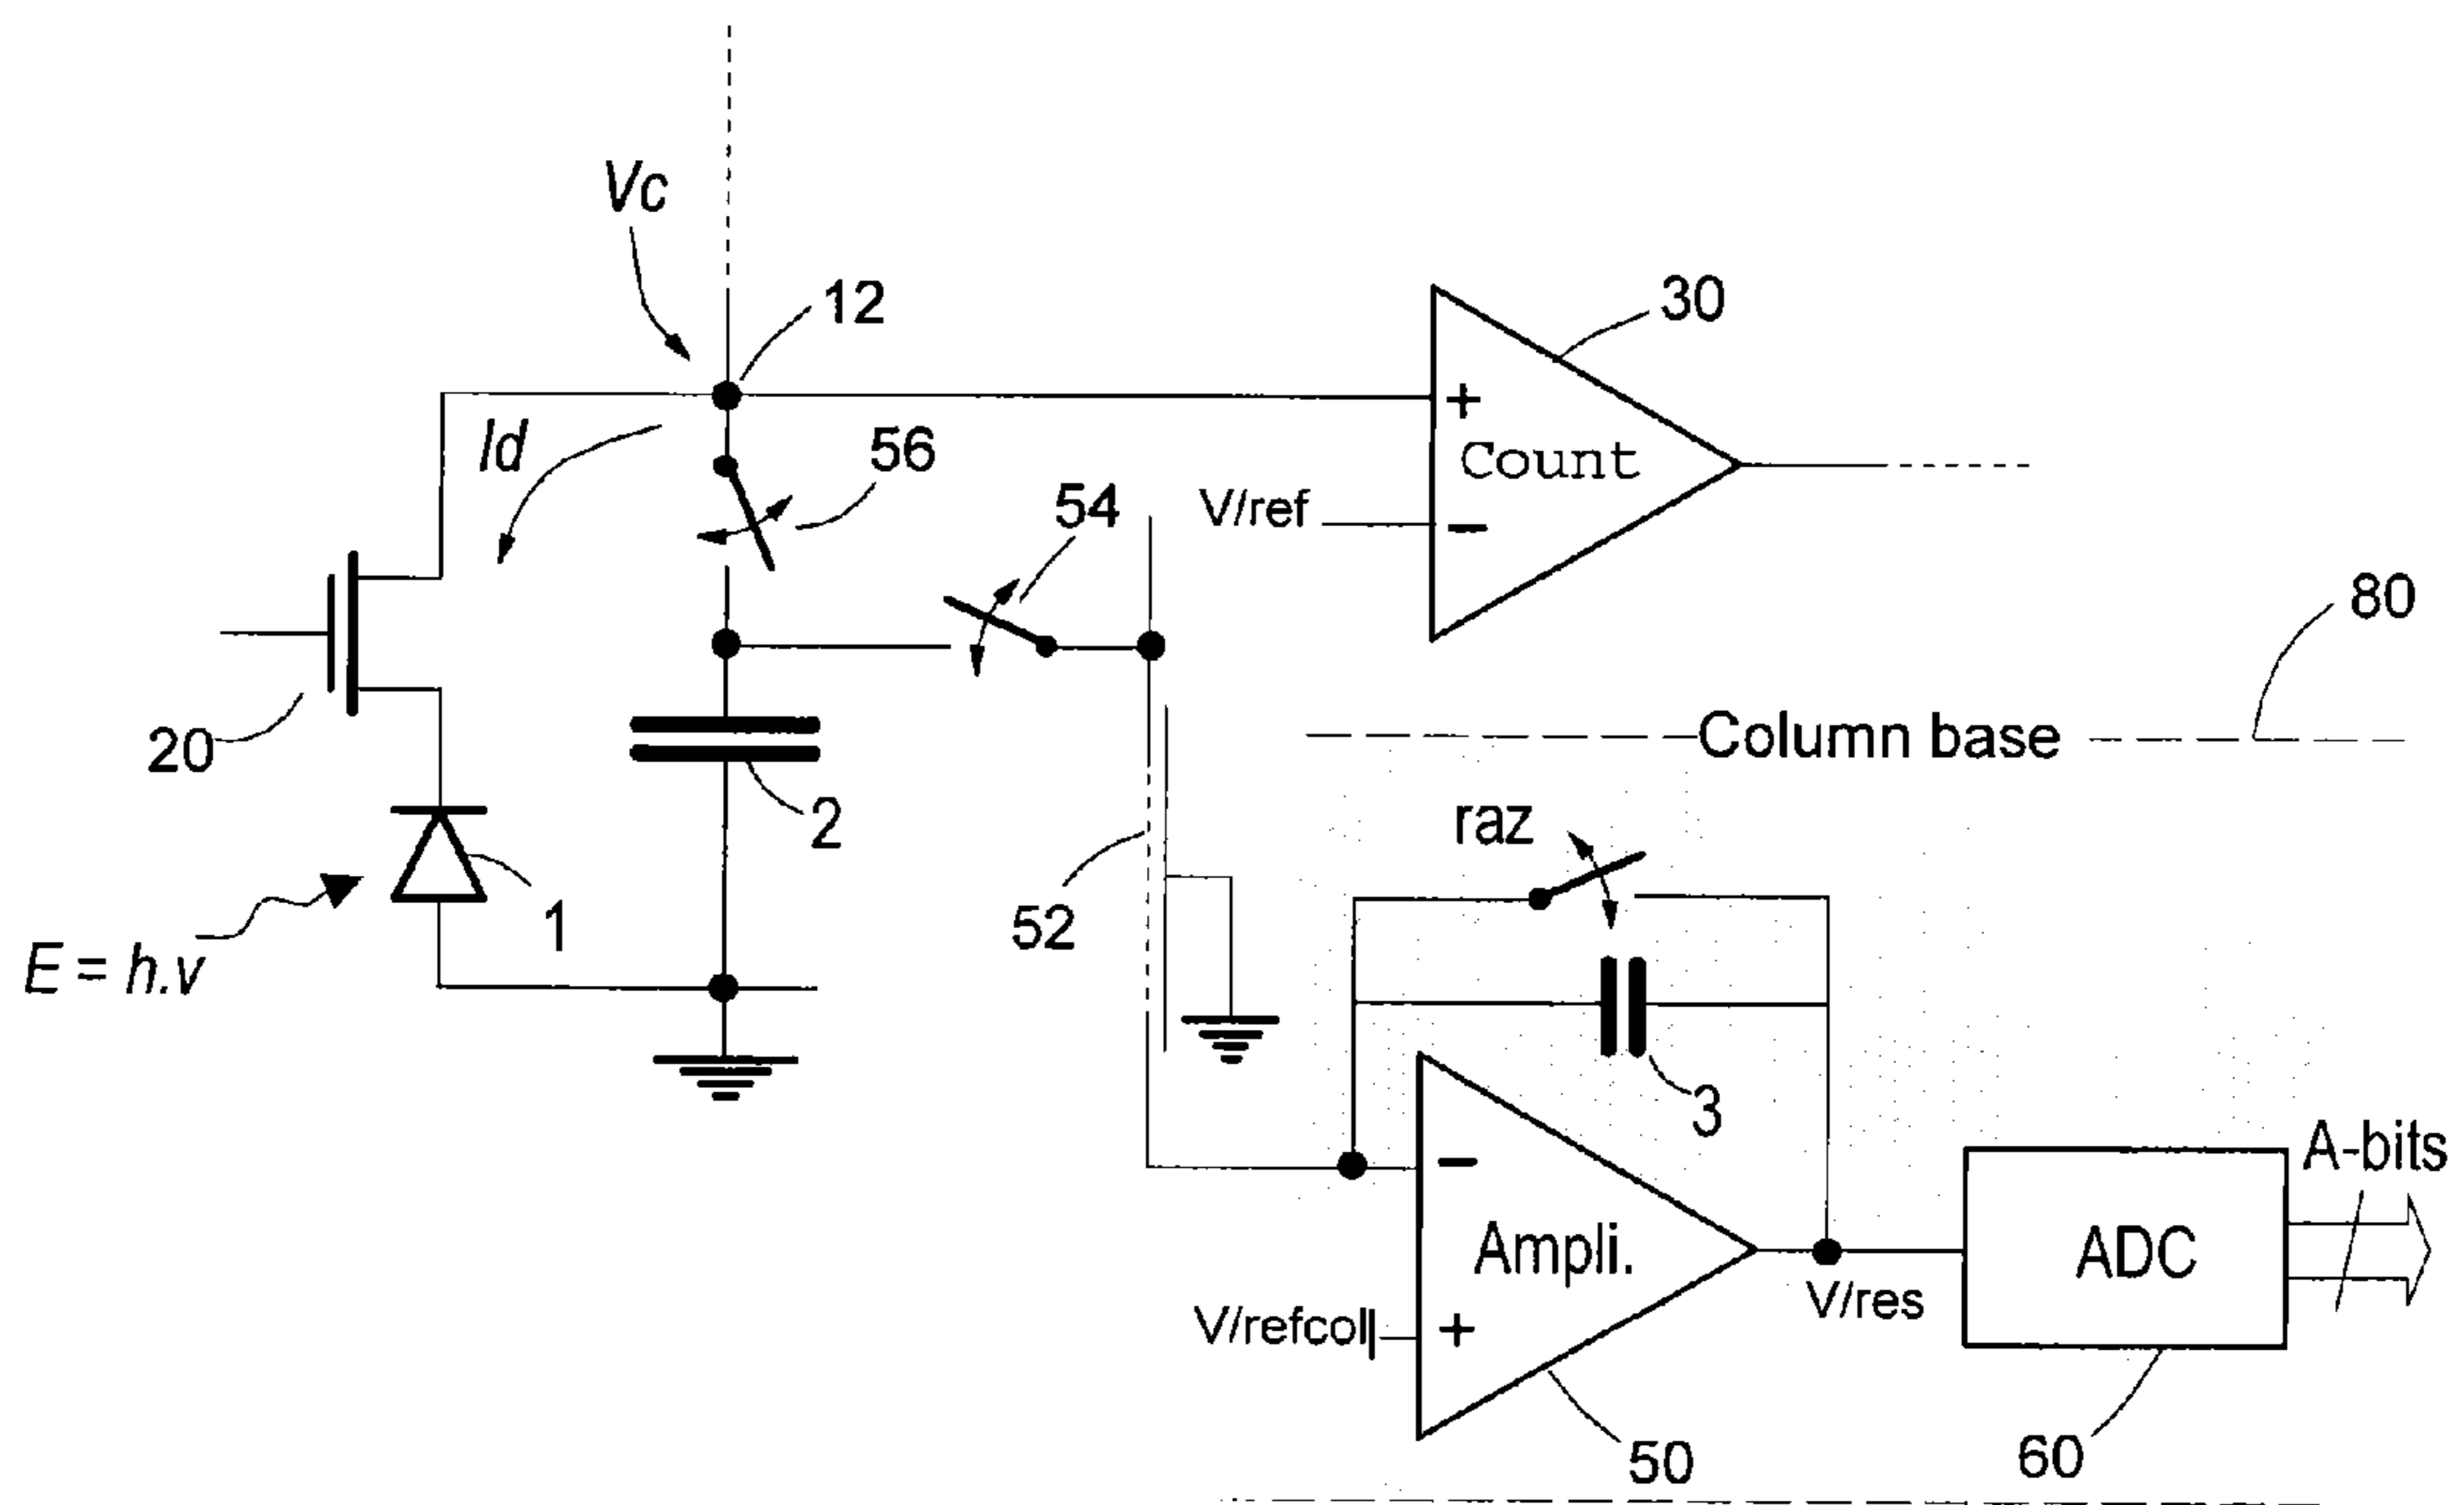 Vc
12
30
Id
56
+
Count
54
V/ref
−
80
20
Column base
2
raz
1
52
E = h.v
3
A-bits
−
Ampli.
ADC
V/res
V/refcol
+
50
60